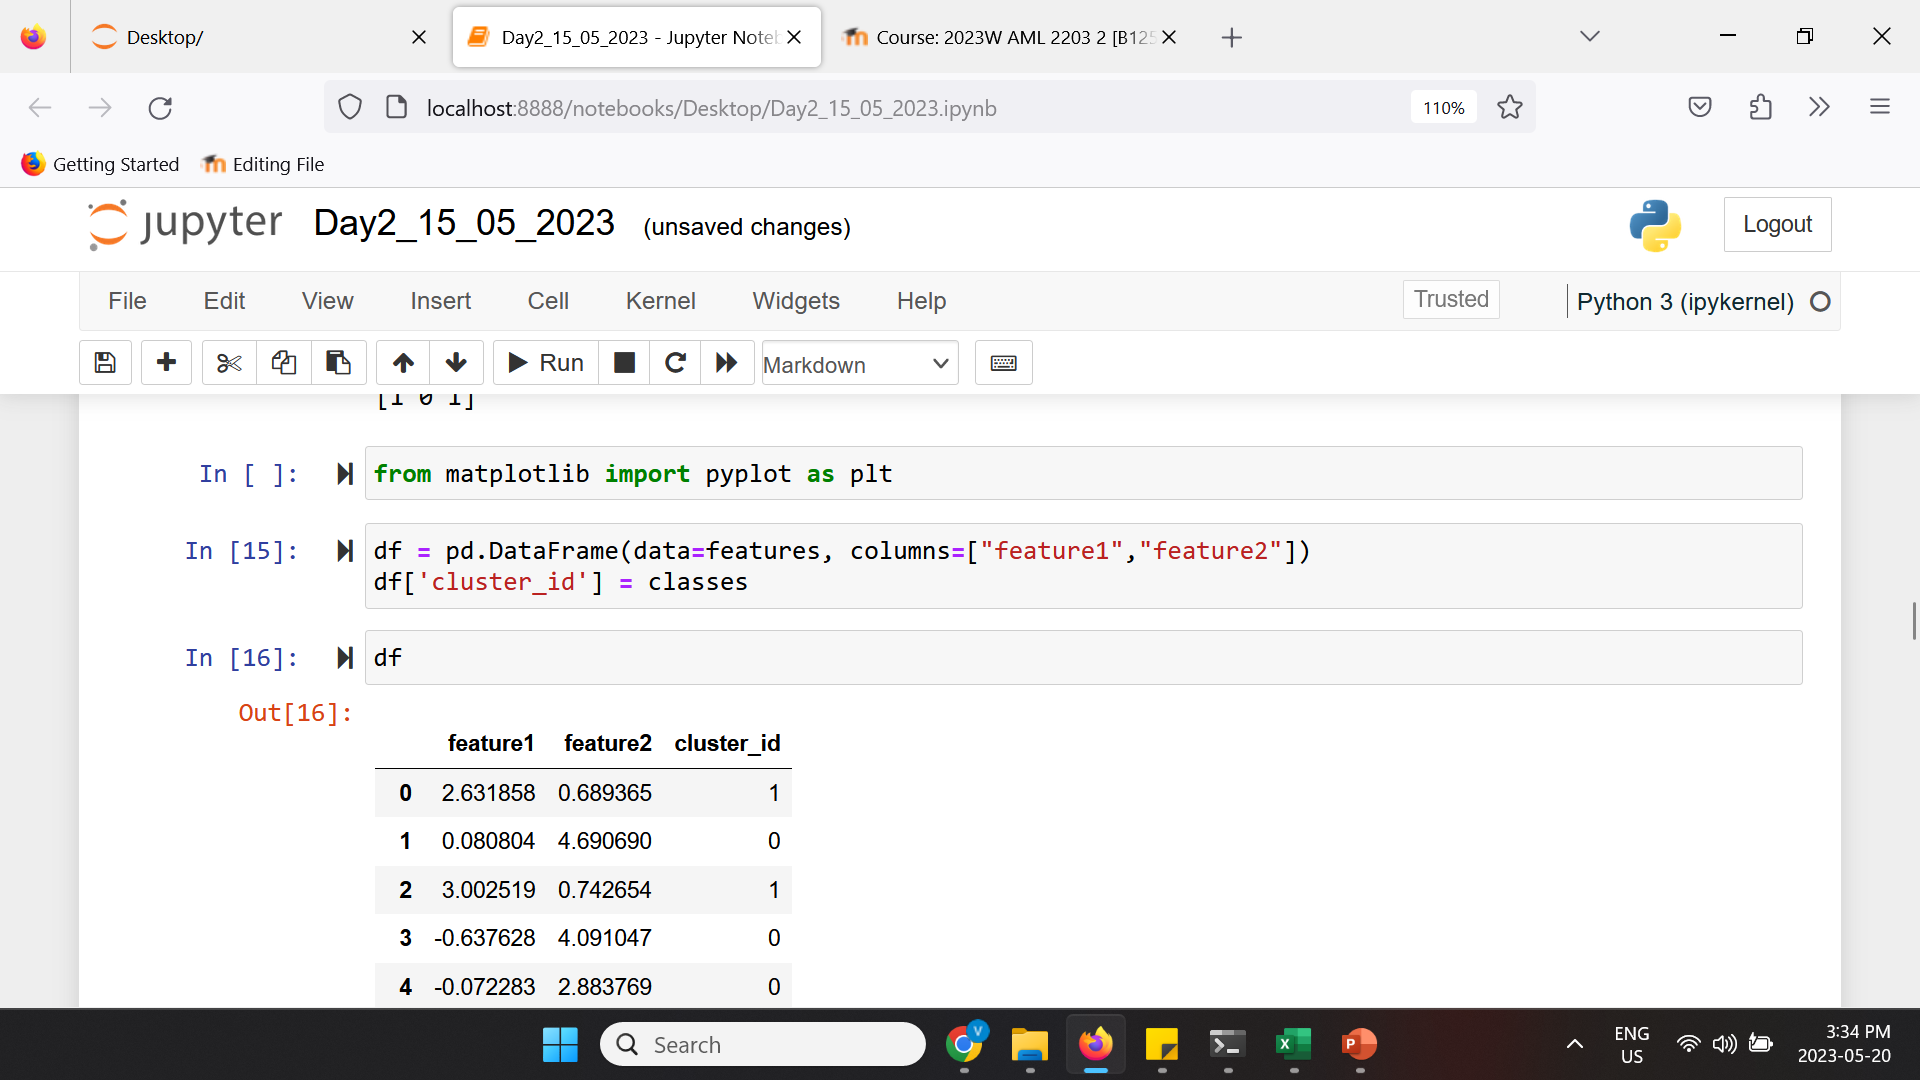 Desktop/
Day2_15_05_2023 - Jupyter Noteb
Course: 2023W AML 2203 2 [B125
localhost:8888/notebooks/Desktop/Day2_15_05_2023.ipynb
110%
Getting Started
Editing File
jupyter
Day2_15_05_2023 (unsaved changes)
Logout
File Edit View Insert Cell Kernel Widgets Help
Trusted
Python 3 (ipykernel)
Run
Markdown
[1 0 1]
In [ ]: from matplotlib import pyplot as plt
In [15]: df = pd.DataFrame(data=features, columns=["feature1","feature2"])
df['cluster_id'] = classes
In [16]: df
Out[16]:
feature1 feature2 cluster_id
0 2.631858 0.689365 1
1 0.080804 4.690690 0
2 3.002519 0.742654 1
3 -0.637628 4.091047 0
4 -0.072283 2.883769 0
Search
V
X
P
ENG
US
3:34 PM
2023-05-20